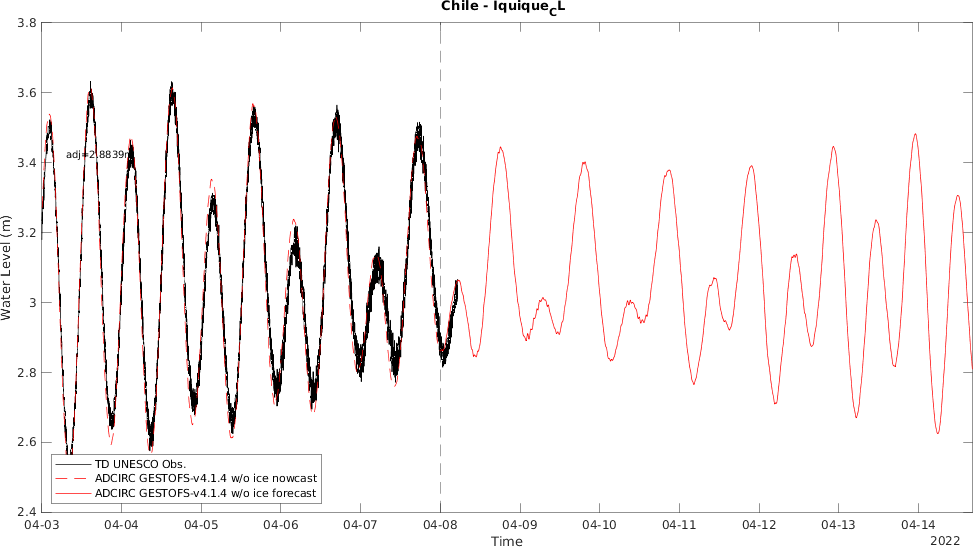 Chile - Iquique_CL
3.8
3.6
3.4
3.2
3
2.8
2.6
2.4
Water Level (m)
adj=2.8839m
TD UNESCO Obs.
ADCIRC GESTOFS-v4.1.4 w/o ice nowcast
ADCIRC GESTOFS-v4.1.4 w/o ice forecast
04-03 04-04 04-05 04-06 04-07 04-08 04-09 04-10 04-11 04-12 04-13 04-14
Time
2022